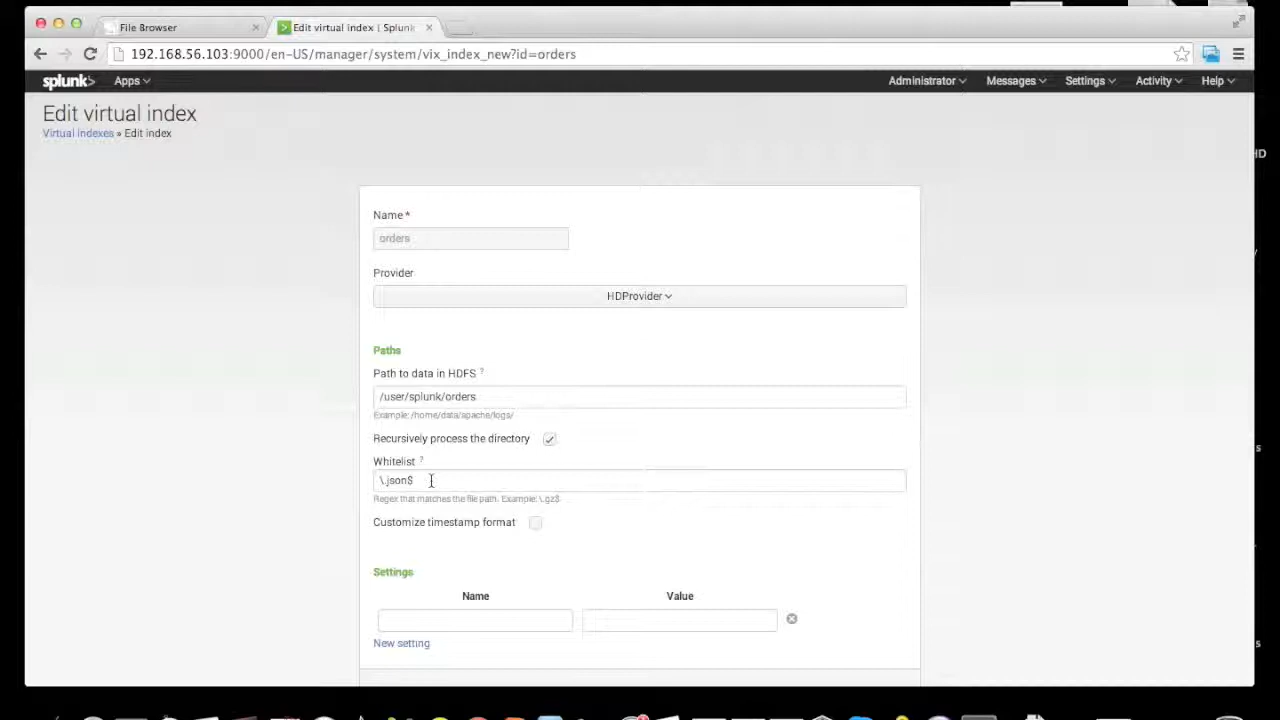 File Browser
Edit virtual index | Splunk
192.168.56.103:9000/en-US/manager/system/vix_index_new?id=orders
splunk> Apps Administrator Messages Settings Activity Help
Edit virtual index
Virtual Indexes » Edit index
Name *
orders
Provider
HDProvider
Paths
Path to data in HDFS ?
/user/splunk/orders
Example: /home/data/apache/logs/
Recursively process the directory
Whitelist ?
\.json$
Regex that matches the file path. Example: \.gz$
Customize timestamp format
Settings
Name Value
New setting